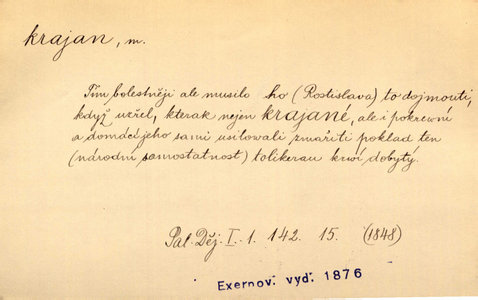 krajan, m.
Tím bolestněji ale musilo ho (Rostislava) to dojmouti,
když uzřel, kterak nejen krajané, ale i pokrevní
a domácí jeho sami usilovali zmařiti poklad ten
(národní samostatnost) tolikerau krví dobytý.
Pal. Děj. I. 1. 142. 15. (1848)
Exernov. vyd. 1876